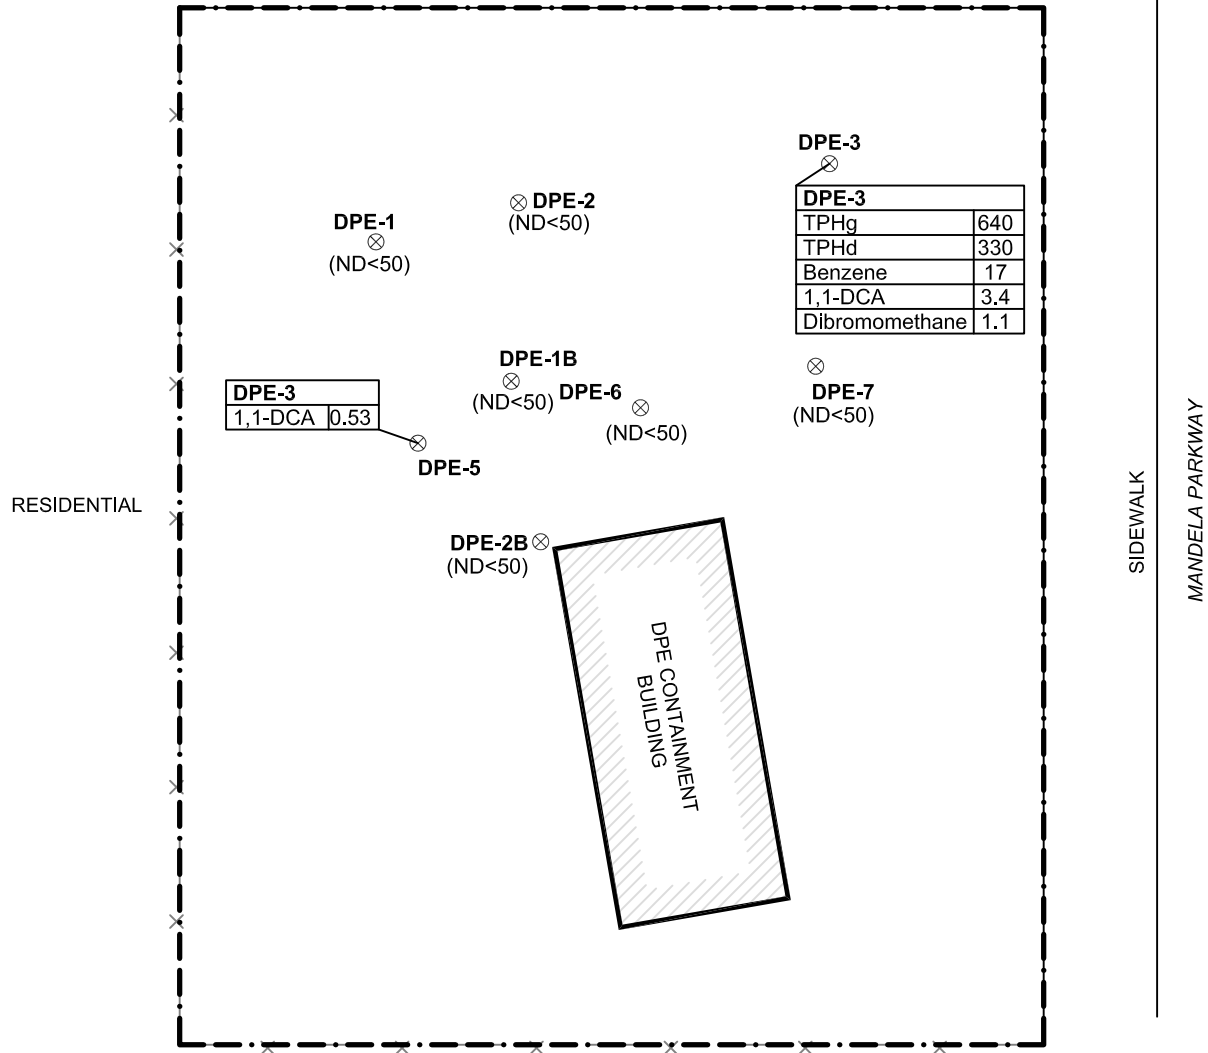 DPE-3
DPE-3
TPHg 640
TPHd 330
Benzene 17
1,1-DCA 3.4
Dibromomethane 1.1
DPE-2
(ND<50)
DPE-1
(ND<50)
DPE-1B
(ND<50)
DPE-6
(ND<50)
DPE-7
(ND<50)
DPE-3
1,1-DCA 0.53
DPE-5
RESIDENTIAL
DPE-2B
(ND<50)
DPE CONTAINMENT
BUILDING
SIDEWALK
MANDELA PARKWAY